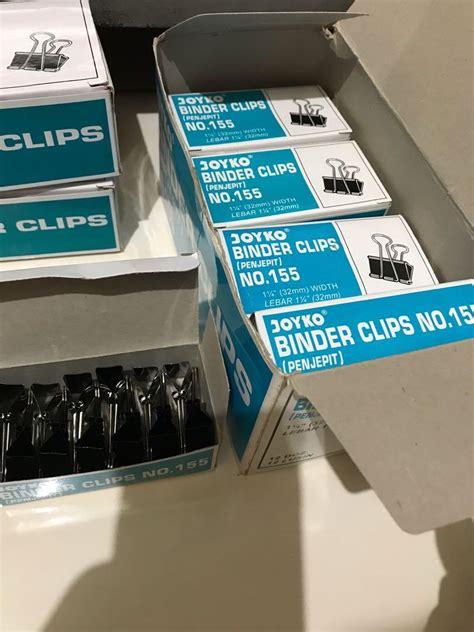 CLIPS
CLIPS
JOYKO
BINDER CLIPS
[PENJEPIT]
NO.155
1¼" (32mm) WIDTH
LEBAR 1¼" (32mm)
JOYKO
BINDER CLIPS
[PENJEPIT]
NO.155
1¼" (32mm) WIDTH
LEBAR 1¼" (32mm)
JOYKO
BINDER CLIPS
[PENJEPIT]
NO.155
1¼" (32mm) WIDTH
LEBAR 1¼" (32mm)
JOYKO
BINDER CLIPS NO.155
[PENJEPIT]
JOYKO
BINDER CLIPS NO.155